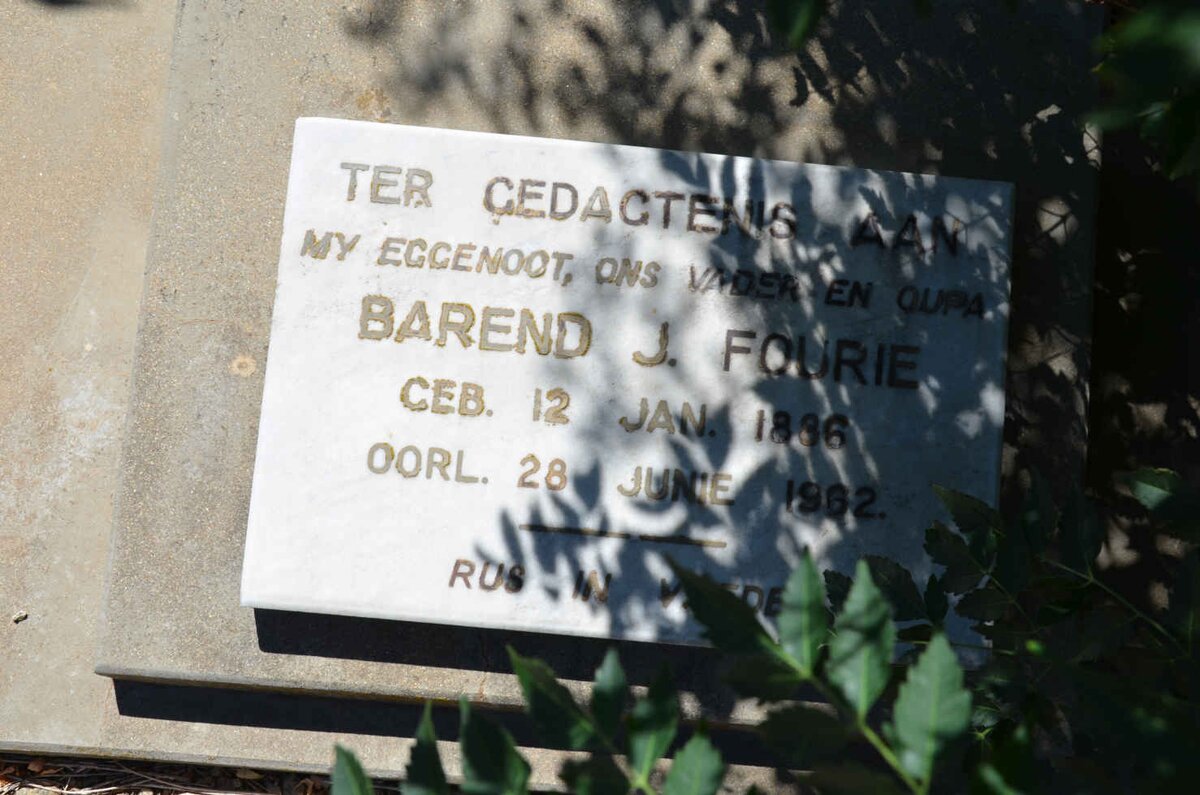 TER GEDAGTENIS AAN
MY EGGENOOT, ONS VADER EN OUPA
BAREND J. FOURIE
GEB. 12 JAN. 1886
OORL. 28 JUNIE 1962.
RUS IN